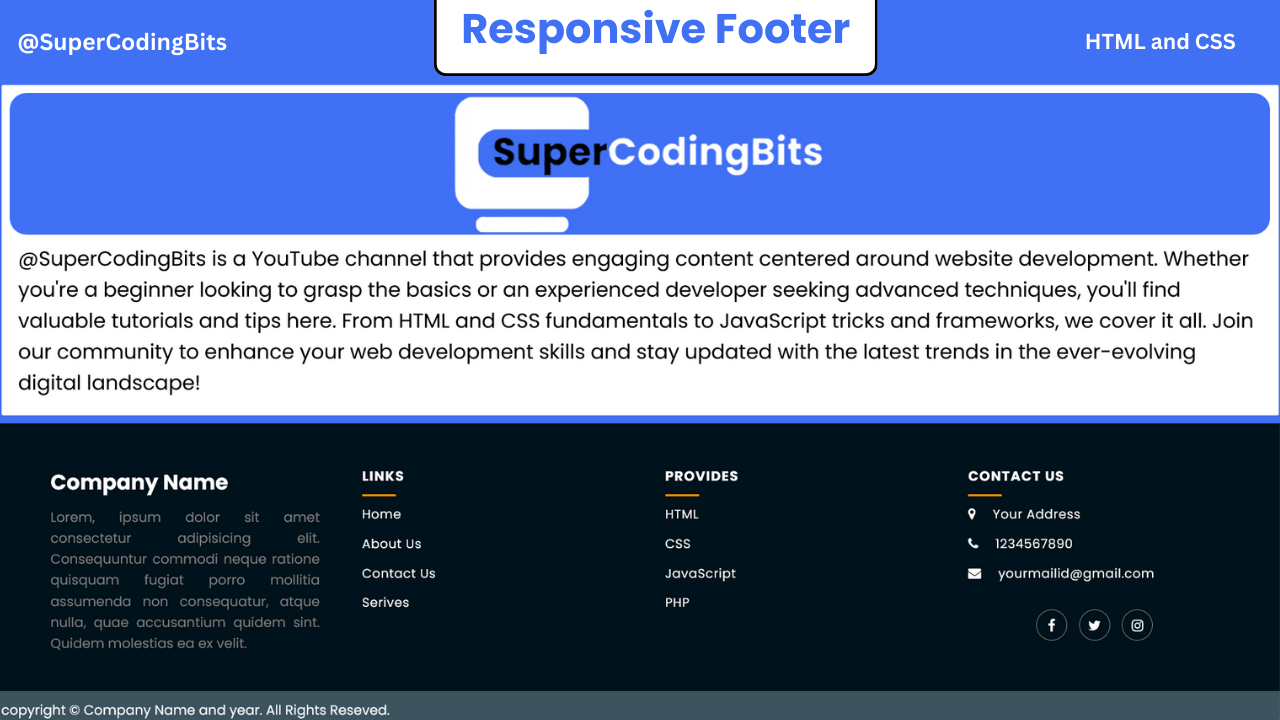 @SuperCodingBits
Responsive Footer
HTML and CSS
SuperCodingBits
@SuperCodingBits is a YouTube channel that provides engaging content centered around website development. Whether
you're a beginner looking to grasp the basics or an experienced developer seeking advanced techniques, you'll find
valuable tutorials and tips here. From HTML and CSS fundamentals to JavaScript tricks and frameworks, we cover it all. Join
our community to enhance your web development skills and stay updated with the latest trends in the ever-evolving
digital landscape!
Company Name
Lorem, ipsum dolor sit amet
consectetur adipisicing elit.
Consequuntur commodi neque ratione
quisquam fugiat porro mollitia
assumenda non consequatur, atque
nulla, quae accusantium quidem sint.
Quidem molestias ea ex velit.
LINKS
Home
About Us
Contact Us
Serives
PROVIDES
HTML
CSS
JavaScript
PHP
CONTACT US
Your Address
1234567890
yourmailid@gmail.com
copyright © Company Name and year. All Rights Reseved.